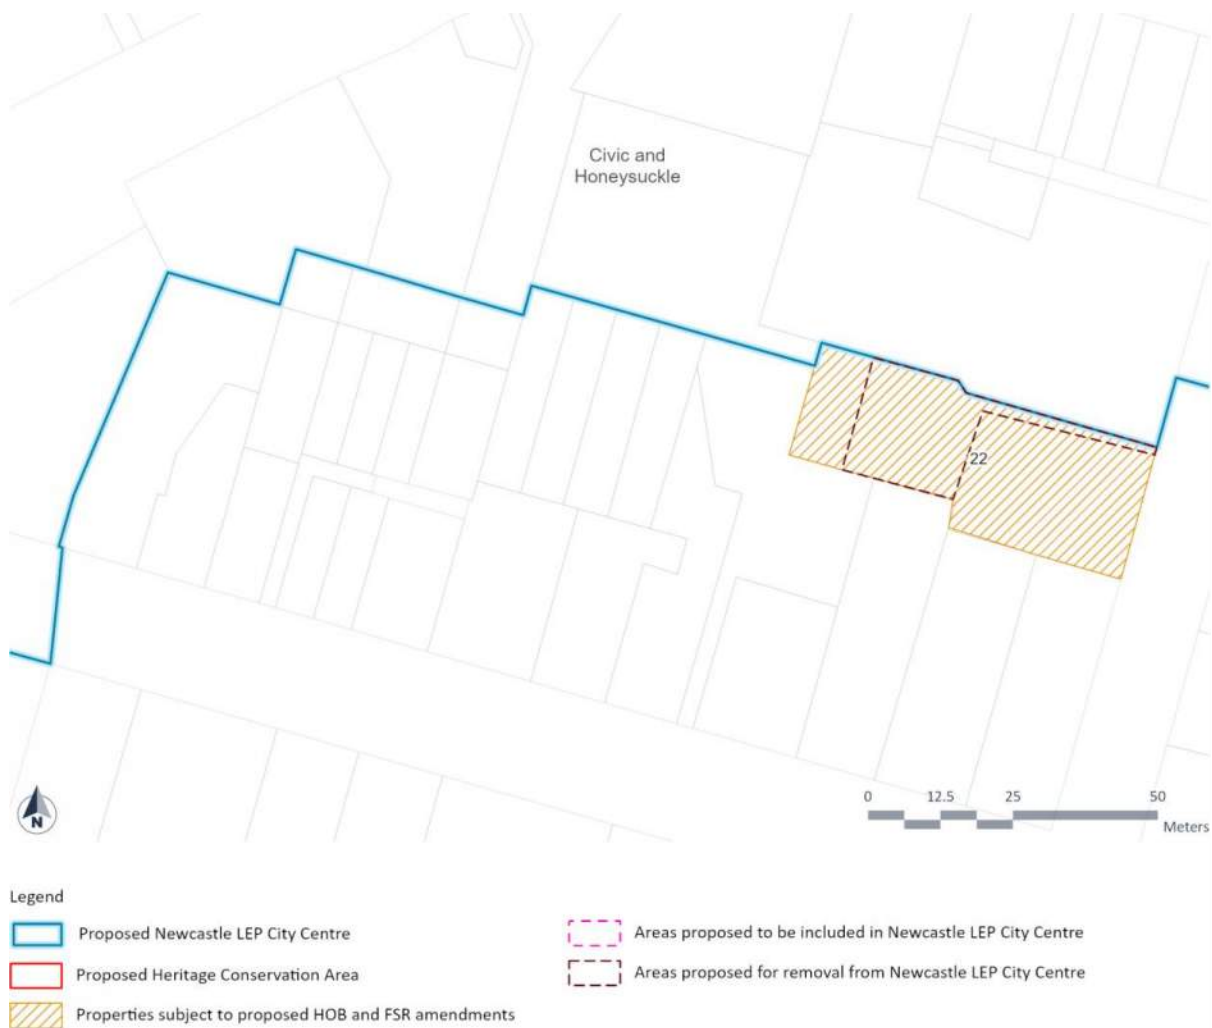 Civic and
Honeysuckle
22
N
0 12.5 25 50
Meters
Legend
Proposed Newcastle LEP City Centre
Proposed Heritage Conservation Area
Properties subject to proposed HOB and FSR amendments
Areas proposed to be included in Newcastle LEP City Centre
Areas proposed for removal from Newcastle LEP City Centre